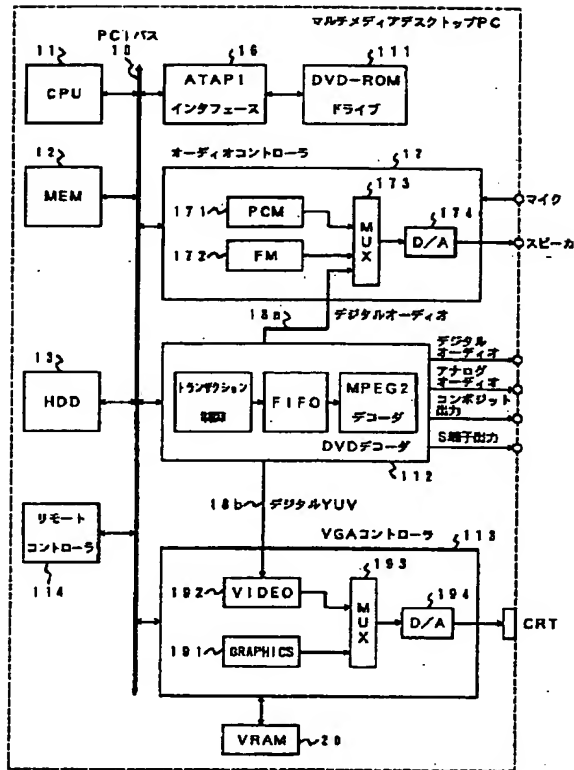 マルチメディアデスクトップPC
PCIバス
10
11
CPU
16
ATAPI
インタフェース
111
DVD-ROM
ドライブ
12
MEM
オーディオコントローラ
17
171
PCM
172
FM
173
MUX
174
D/A
マイク
スピーカ
18a
デジタルオーディオ
13
HDD
トランザクション
FIFO
MPEG2
デコーダ
DVDデコーダ
112
デジタル
オーディオ
アナログ
オーディオ
コンポジット
出力
S端子出力
18b
デジタルYUV
リモート
コントローラ
114
VGAコントローラ
113
192
VIDEO
191
GRAPHICS
193
MUX
194
D/A
CRT
VRAM
20